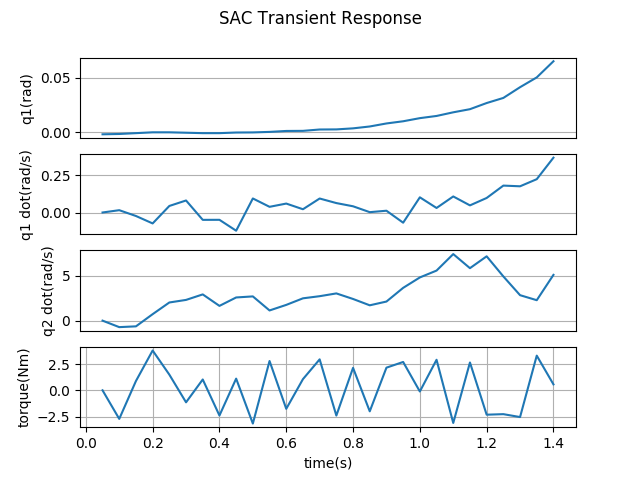 SAC Transient Response
q1(rad)
0.05
0.00
q1 dot(rad/s)
0.25
0.00
q2 dot(rad/s)
5
0
torque(Nm)
2.5
0.0
−2.5
0.0 0.2 0.4 0.6 0.8 1.0 1.2 1.4
time(s)